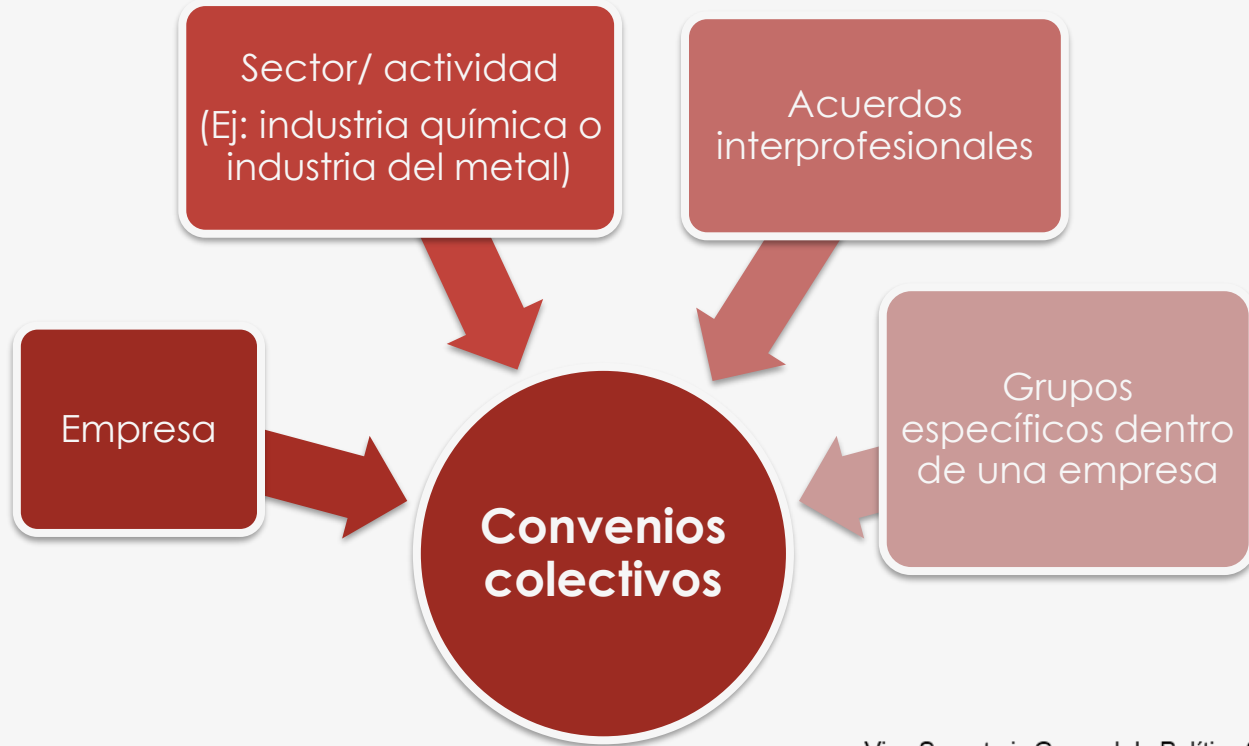 Sector/ actividad
(Ej: industria química o
industria del metal)
Acuerdos
interprofesionales
Empresa
Grupos
específicos dentro
de una empresa
Convenios
colectivos